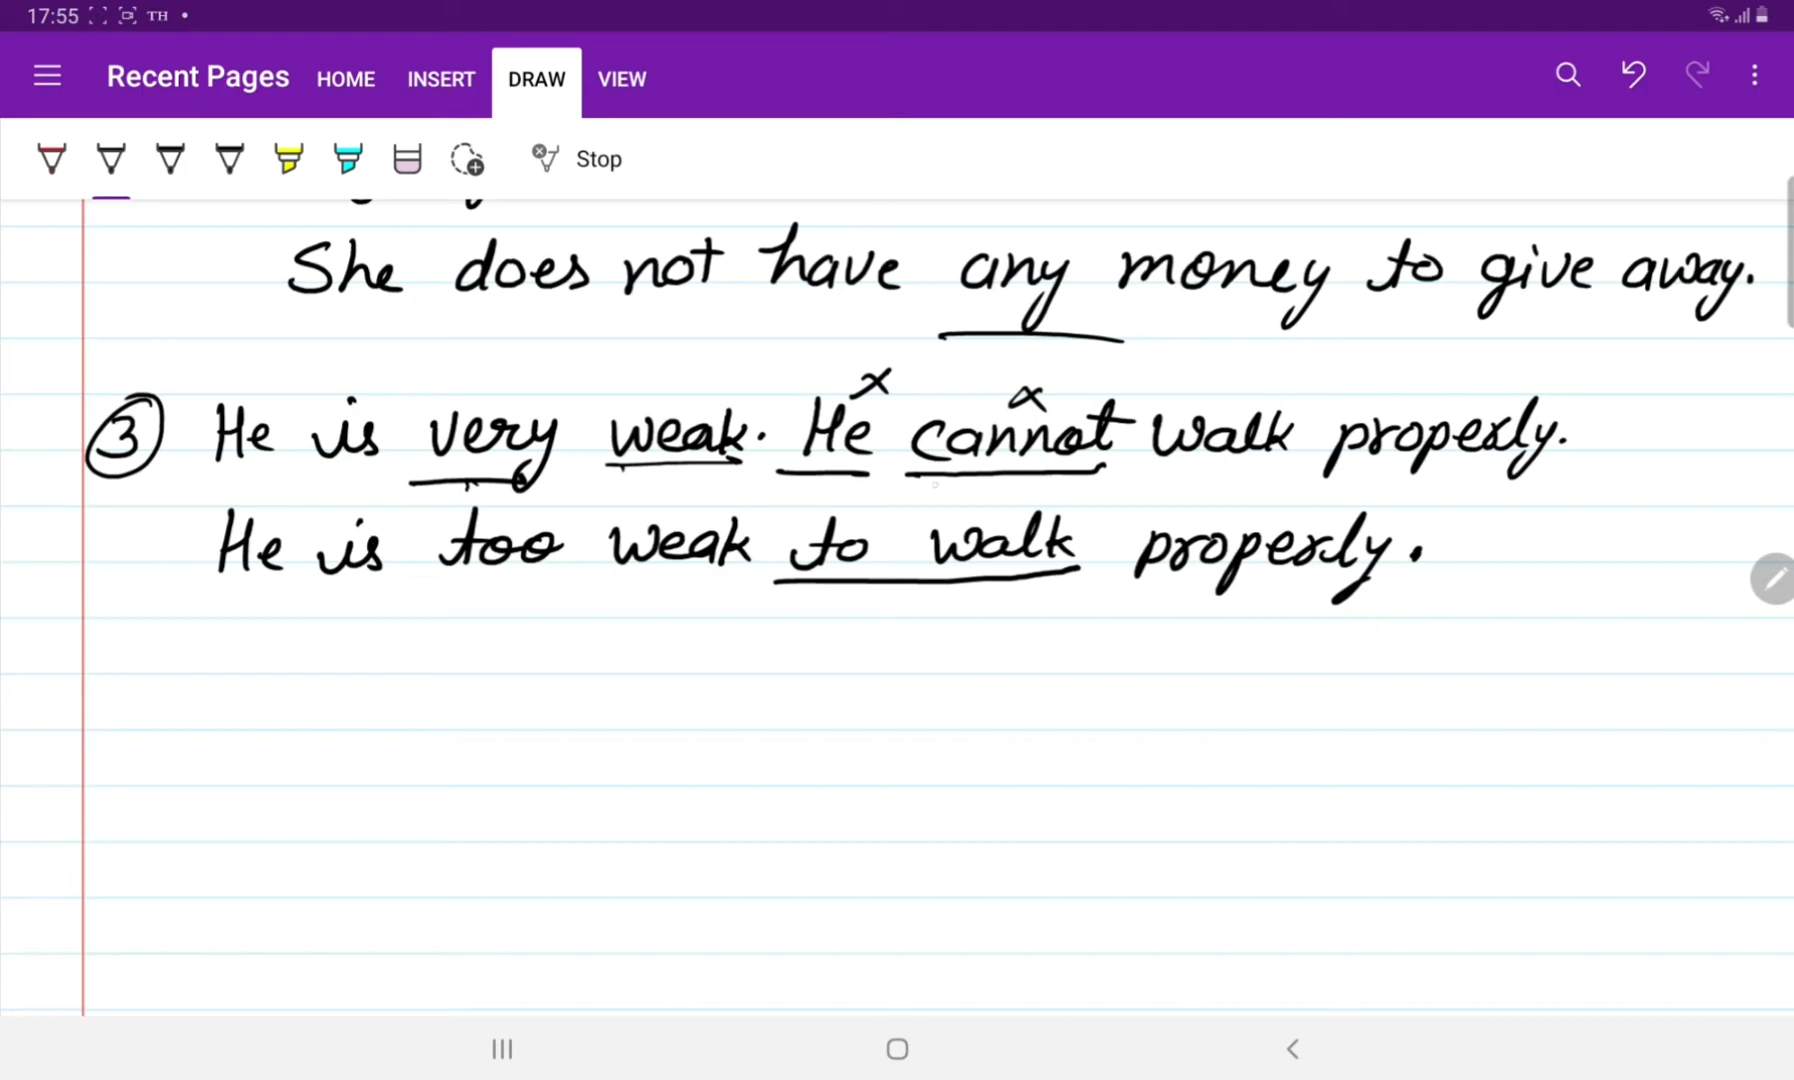 17:55 TH
Recent Pages HOME INSERT DRAW VIEW
Stop
She does not have any money to give away.
x x
3 He is very weak. He cannot walk properly.
He is too weak to walk properly.